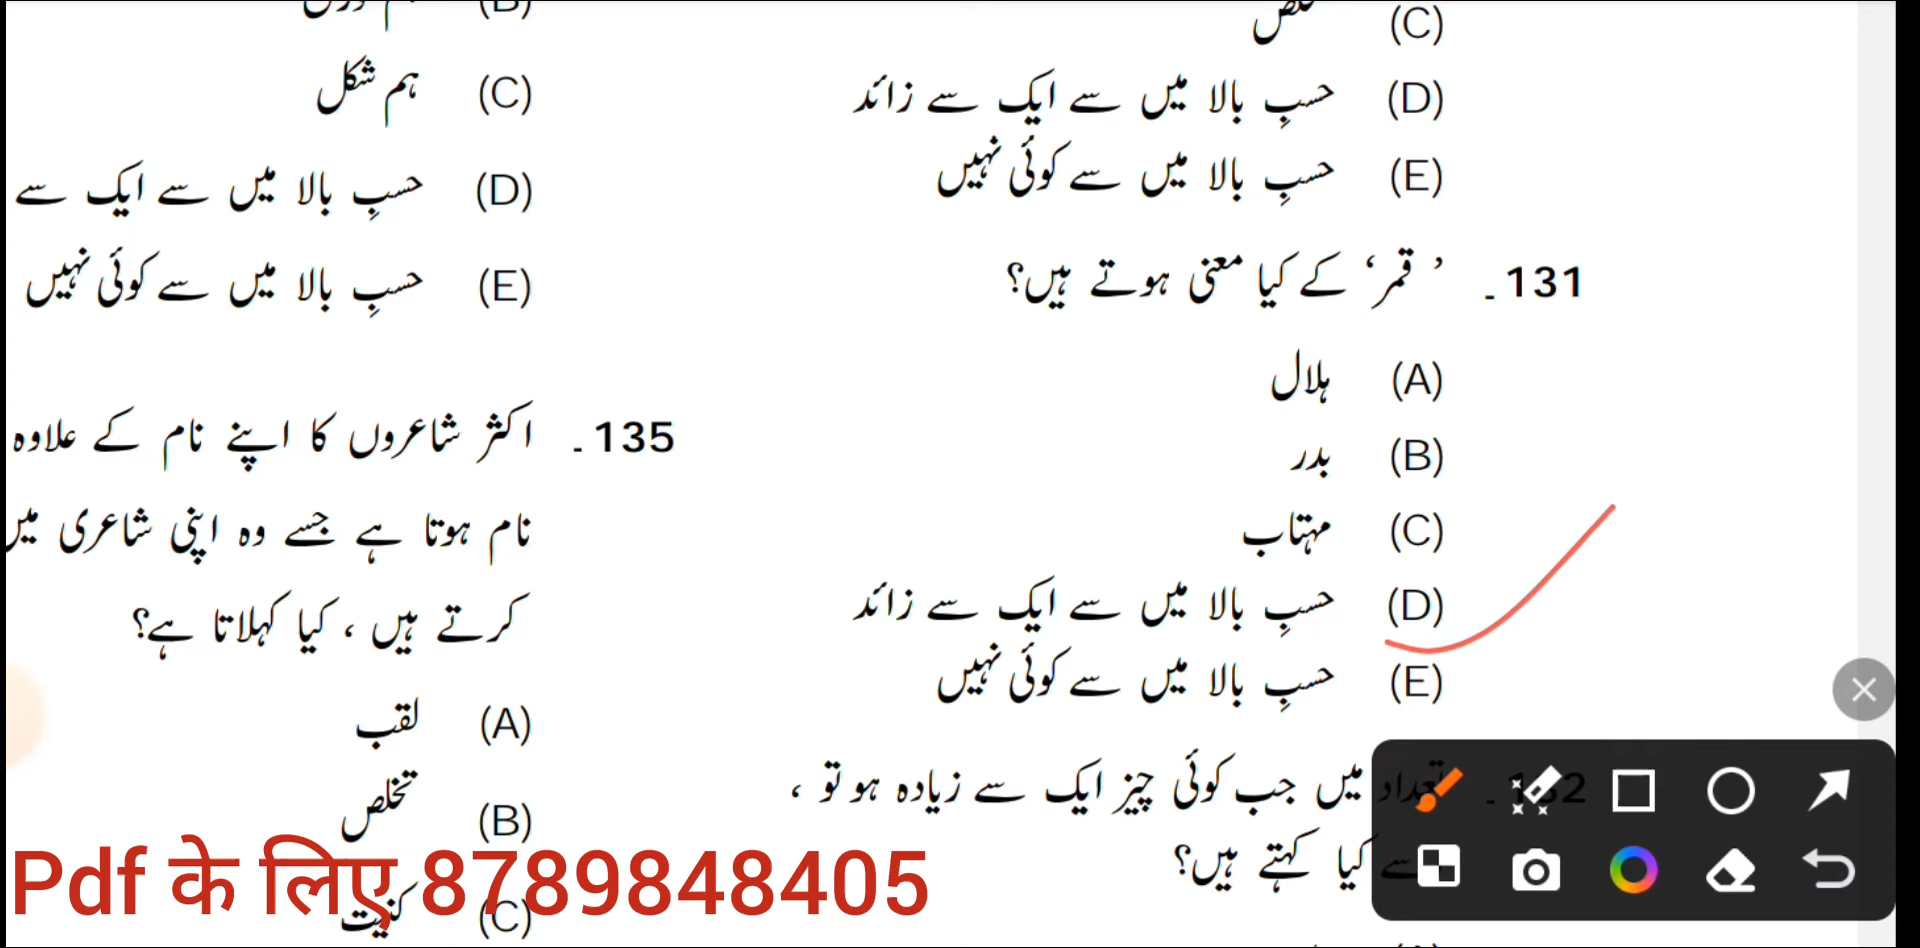 (C)
(D) حسبِ بالا میں سے ایک سے زائد
(E) حسبِ بالا میں سے کوئی نہیں
131۔ ’قمر‘ کے کیا معنی ہوتے ہیں؟
(A) ہلال
(B) بدر
(C) مہتاب
(D) حسبِ بالا میں سے ایک سے زائد
(E) حسبِ بالا میں سے کوئی نہیں
میں جب کوئی چیز ایک سے زیادہ ہو تو ،
کیا کہتے ہیں؟
(B)
(C) ہم شکل
(D) حسبِ بالا میں سے ایک سے
(E) حسبِ بالا میں سے کوئی نہیں
135۔ اکثر شاعروں کا اپنے نام کے علاوہ
نام ہوتا ہے جسے وہ اپنی شاعری میں
کرتے ہیں ، کیا کہلاتا ہے؟
(A) لقب
(B) تخلص
(C) کنیت
Pdf के लिए 8789848405